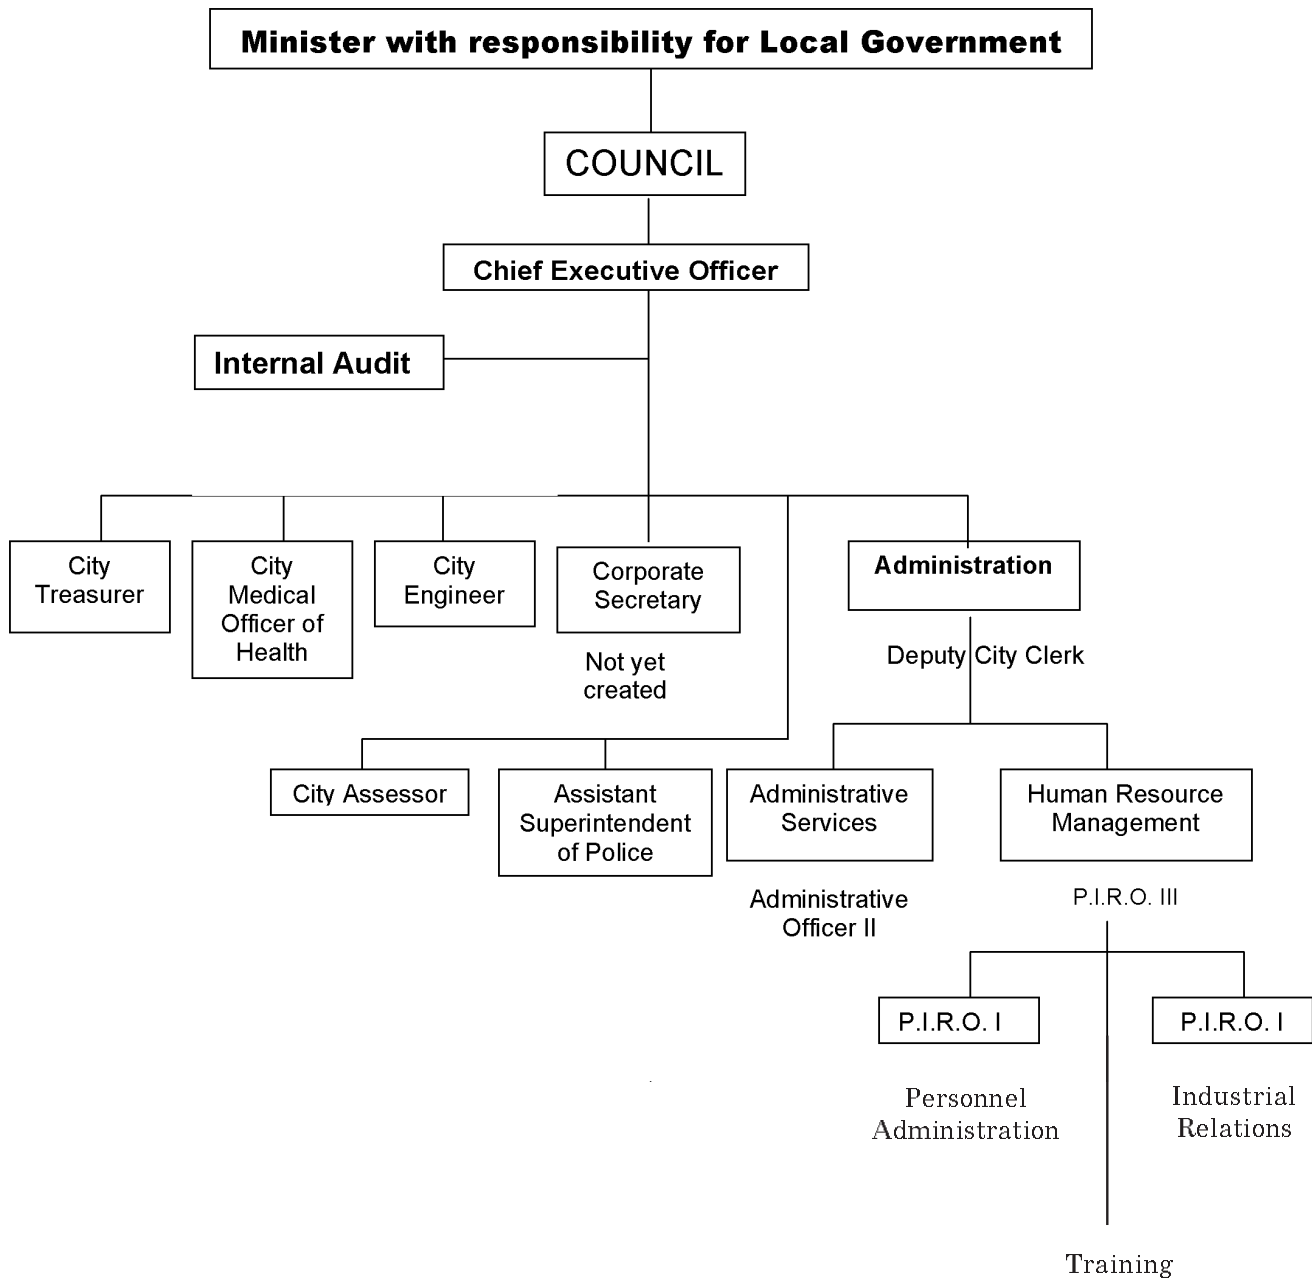 Minister with responsibility for Local Government
COUNCIL
Chief Executive Officer
Internal Audit
City
Treasurer
City
Medical
Officer of
Health
City
Engineer
Corporate
Secretary
Not yet
created
Administration
Deputy City Clerk
City Assessor
Assistant
Superintendent
of Police
Administrative
Services
Administrative
Officer II
Human Resource
Management
P.I.R.O. III
P.I.R.O. I
Personnel
Administration
P.I.R.O. I
Industrial
Relations
Training